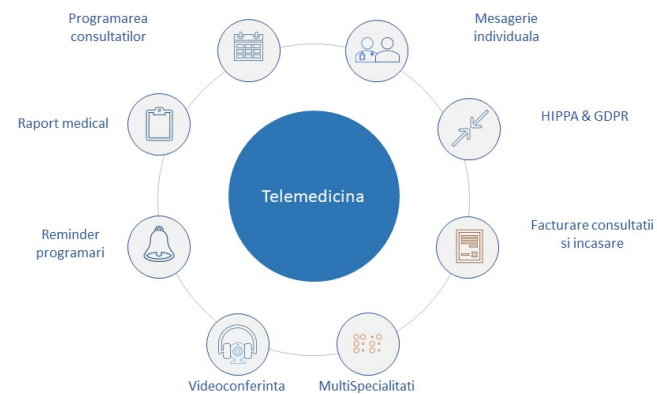 Programarea
consultatilor
Mesagerie
individuala
Raport medical
HIPPA & GDPR
Telemedicina
Reminder
programari
Facturare consultatii
si incasare
Videoconferinta
MultiSpecialitati